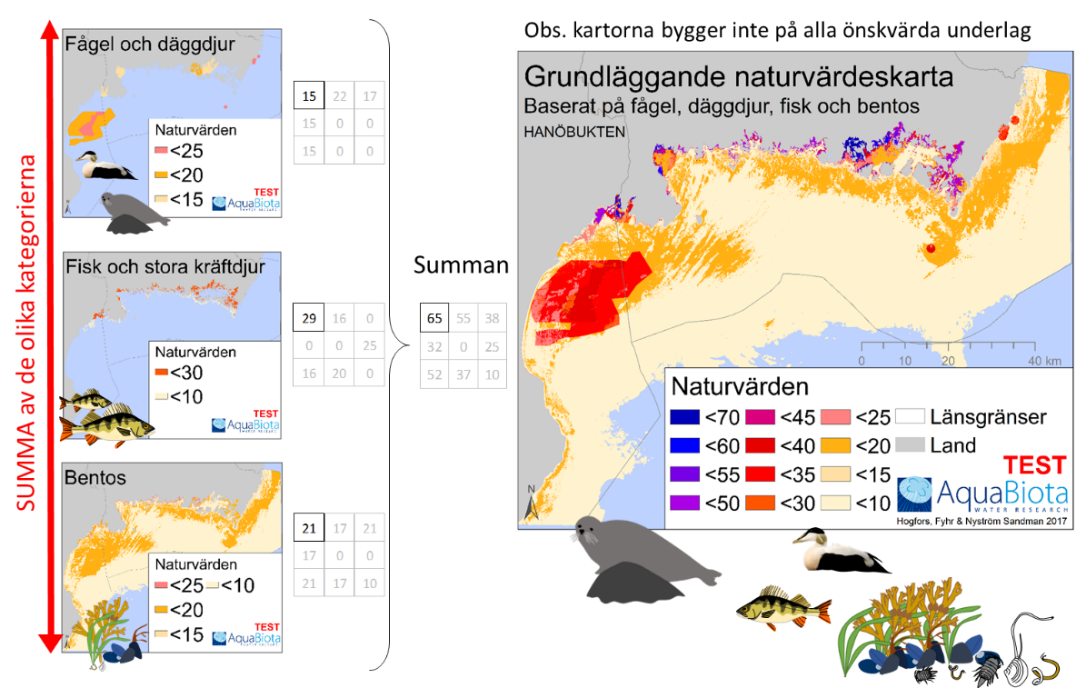 SUMMA av de olika kategorierna
Fågel och däggdjur
Naturvärden
<25
<20
<15
TEST
AquaBiota
WATER RESEARCH
15 22 17
15 0 0
15 0 0
Fisk och stora kräftdjur
Naturvärden
<30
<10
TEST
AquaBiota
WATER RESEARCH
29 16 0
0 0 25
16 20 0
Bentos
Naturvärden
<25 <10
<20
<15
TEST
AquaBiota
WATER RESEARCH
21 17 21
17 0 0
21 17 10
Summan
65 55 38
32 0 25
52 37 10
Obs. kartorna bygger inte på alla önskvärda underlag
Grundläggande naturvärdeskarta
Baserat på fågel, däggdjur, fisk och bentos
HANÖBUKTEN
0 10 20 40 km
N
Naturvärden
<70 <45 <25 Länsgränser
<60 <40 <20 Land
<55 <35 <15
<50 <30 <10
TEST
AquaBiota
WATER RESEARCH
Hogfors, Fyhr & Nyström Sandman 2017